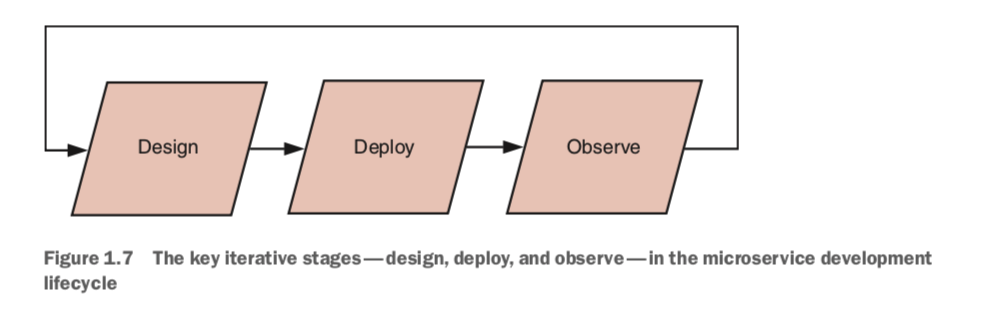 Design
Deploy
Observe
Figure 1.7 The key iterative stages—design, deploy, and observe—in the microservice development
lifecycle